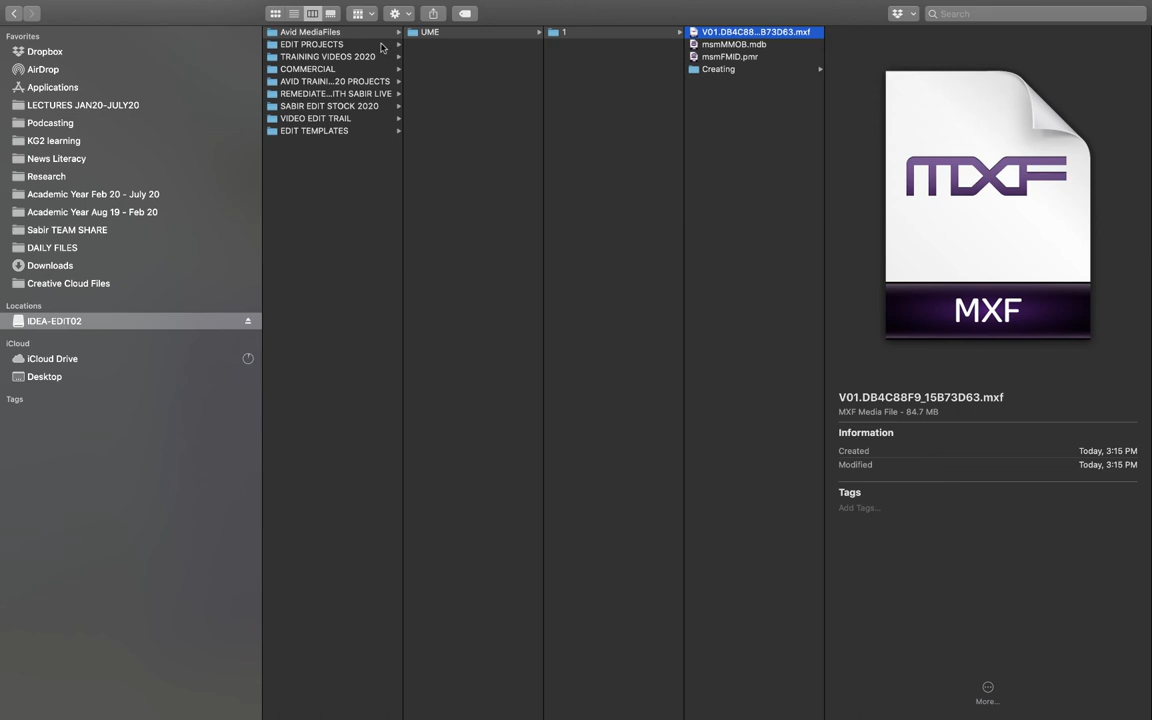 Search
Favorites
Dropbox
AirDrop
Applications
LECTURES JAN20-JULY20
Podcasting
KG2 learning
News Literacy
Research
Academic Year Feb 20 - July 20
Academic Year Aug 19 - Feb 20
Sabir TEAM SHARE
DAILY FILES
Downloads
Creative Cloud Files
Locations
IDEA-EDIT02
iCloud
iCloud Drive
Desktop
Tags
Avid MediaFiles
EDIT PROJECTS
TRAINING VIDEOS 2020
COMMERCIAL
AVID TRAINI...20 PROJECTS
REMEDIATE...ITH SABIR LIVE
SABIR EDIT STOCK 2020
VIDEO EDIT TRAIL
EDIT TEMPLATES
UME
1
V01.DB4C88...B73D63.mxf
msmMMOB.mdb
msmFMID.pmr
Creating
MXF
MXF
V01.DB4C88F9_15B73D63.mxf
MXF Media File - 84.7 MB
Information
Created Today, 3:15 PM
Modified Today, 3:15 PM
Tags
Add Tags...
More...